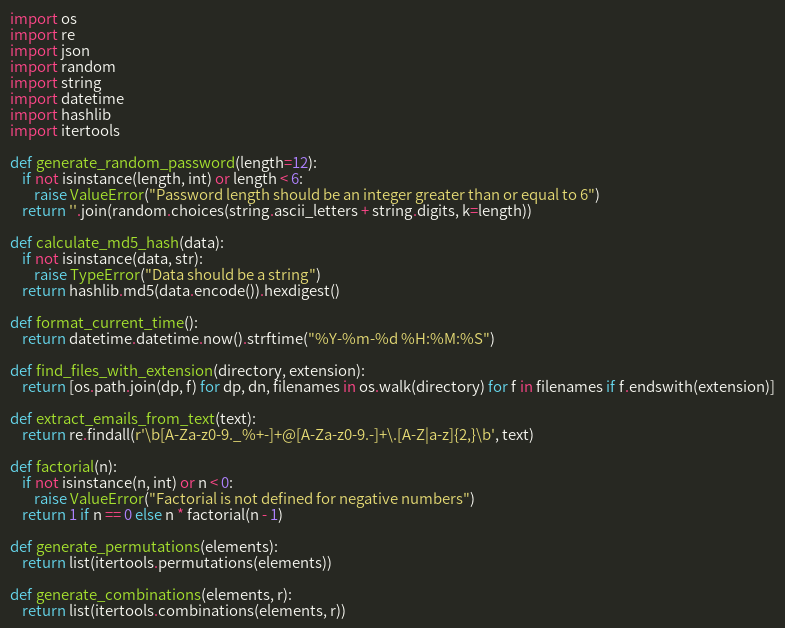 import os
import re
import json
import random
import string
import datetime
import hashlib
import itertools

def generate_random_password(length=12):
    if not isinstance(length, int) or length < 6:
        raise ValueError("Password length should be an integer greater than or equal to 6")
    return ''.join(random.choices(string.ascii_letters + string.digits, k=length))

def calculate_md5_hash(data):
    if not isinstance(data, str):
        raise TypeError("Data should be a string")
    return hashlib.md5(data.encode()).hexdigest()

def format_current_time():
    return datetime.datetime.now().strftime("%Y-%m-%d %H:%M:%S")

def find_files_with_extension(directory, extension):
    return [os.path.join(dp, f) for dp, dn, filenames in os.walk(directory) for f in filenames if f.endswith(extension)]

def extract_emails_from_text(text):
    return re.findall(r'\b[A-Za-z0-9._%+-]+@[A-Za-z0-9.-]+\.[A-Z|a-z]{2,}\b', text)

def factorial(n):
    if not isinstance(n, int) or n < 0:
        raise ValueError("Factorial is not defined for negative numbers")
    return 1 if n == 0 else n * factorial(n - 1)

def generate_permutations(elements):
    return list(itertools.permutations(elements))

def generate_combinations(elements, r):
    return list(itertools.combinations(elements, r))